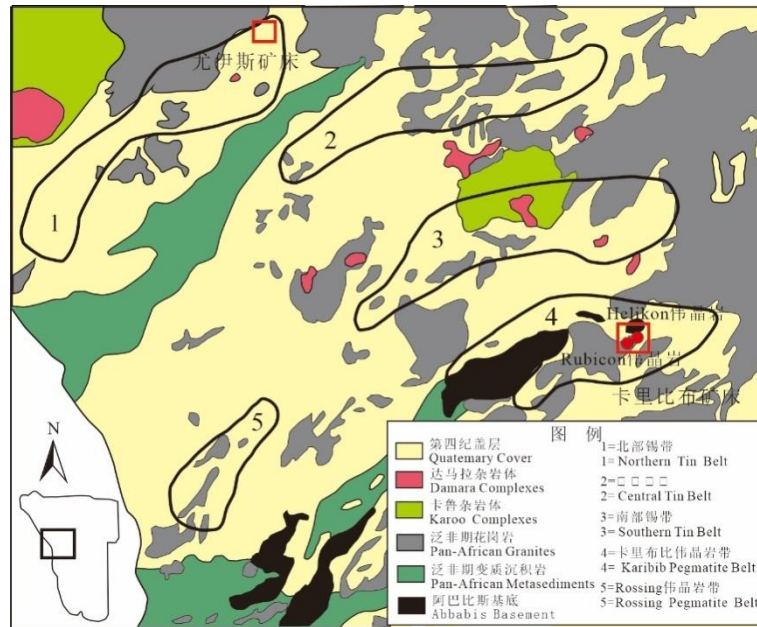 尤伊斯矿床
1
2
3
4
5
Helikon伟晶岩
Rubicon伟晶岩
卡里比布矿床
N
图 例
第四纪盖层
Quatemary Cover
达马拉杂岩体
Damara Complexes
卡鲁杂岩体
Karoo Complexes
泛非期花岗岩
Pan-African Granites
泛非期变质沉积岩
Pan-African Metasediments
阿巴比斯基底
Abbabis Basement
1=北部锡带
1= Northern Tin Belt
2=□ □ □ □
2= Central Tin Belt
3=南部锡带
3= Southern Tin Belt
4=卡里布比伟晶岩带
4= Karibib Pegmatite Belt
5=Rossing伟晶岩带
5=Rossing Pegmatite Belt